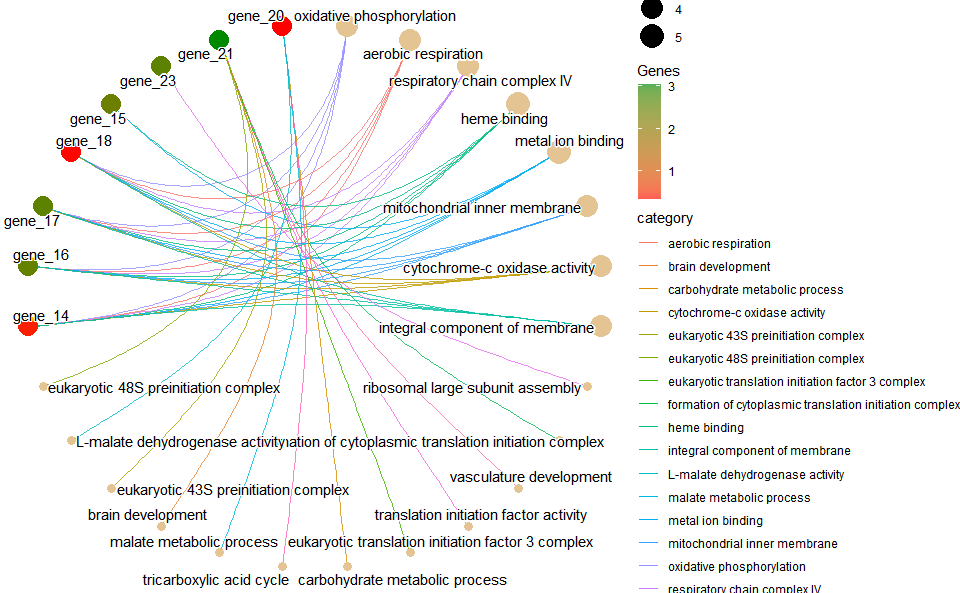 gene_20 oxidative phosphorylation
gene_21
aerobic respiration
gene_23
respiratory chain complex IV
gene_15
heme binding
gene_18
metal ion binding
gene_17
mitochondrial inner membrane
gene_16
cytochrome-c oxidase activity
gene_14
integral component of membrane
eukaryotic 48S preinitiation complex
ribosomal large subunit assembly
L-malate dehydrogenase activity
ation of cytoplasmic translation initiation complex
vasculature development
eukaryotic 43S preinitiation complex
brain development
translation initiation factor activity
malate metabolic process
eukaryotic translation initiation factor 3 complex
tricarboxylic acid cycle
carbohydrate metabolic process
4
5
Genes
3
2
1
category
aerobic respiration
brain development
carbohydrate metabolic process
cytochrome-c oxidase activity
eukaryotic 43S preinitiation complex
eukaryotic 48S preinitiation complex
eukaryotic translation initiation factor 3 complex
formation of cytoplasmic translation initiation complex
heme binding
integral component of membrane
L-malate dehydrogenase activity
malate metabolic process
metal ion binding
mitochondrial inner membrane
oxidative phosphorylation
respiratory chain complex IV